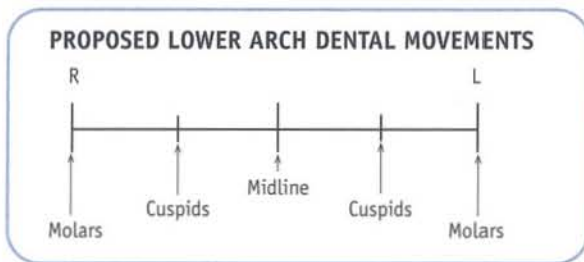 PROPOSED LOWER ARCH DENTAL MOVEMENTS
R L
Midline
Cuspids Cuspids
Molars Molars